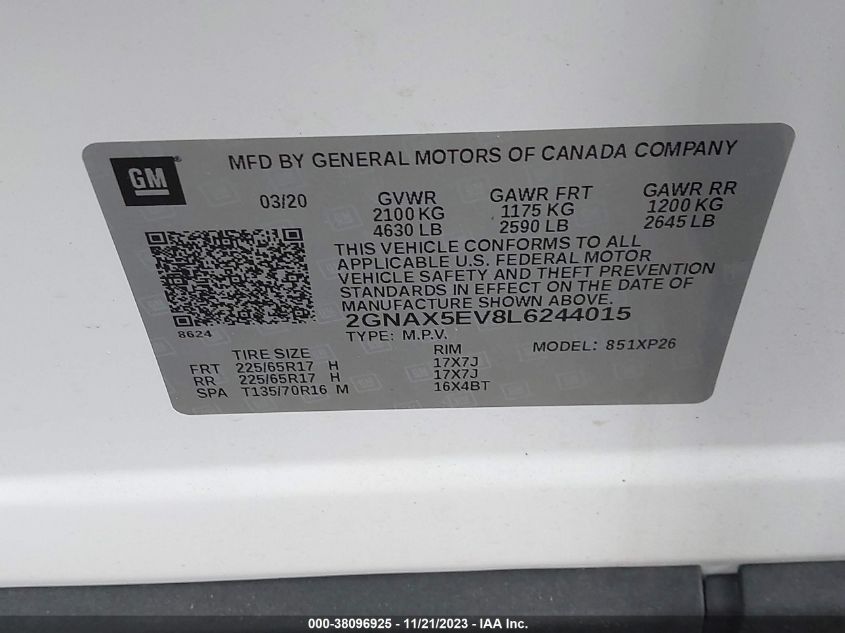 GM
MFD BY GENERAL MOTORS OF CANADA COMPANY
03/20
GVWR
2100 KG
4630 LB
GAWR FRT
1175 KG
2590 LB
GAWR RR
1200 KG
2645 LB
THIS VEHICLE CONFORMS TO ALL
APPLICABLE U.S. FEDERAL MOTOR
VEHICLE SAFETY AND THEFT PREVENTION
STANDARDS IN EFFECT ON THE DATE OF
MANUFACTURE SHOWN ABOVE.
8624
2GNAX5EV8L6244015
TYPE: M.P.V.
MODEL: 851XP26
TIRE SIZE RIM
FRT 225/65R17 H 17X7J
RR 225/65R17 H 17X7J
SPA T135/70R16 M 16X4BT
000-38096925 - 11/21/2023 - IAA Inc.